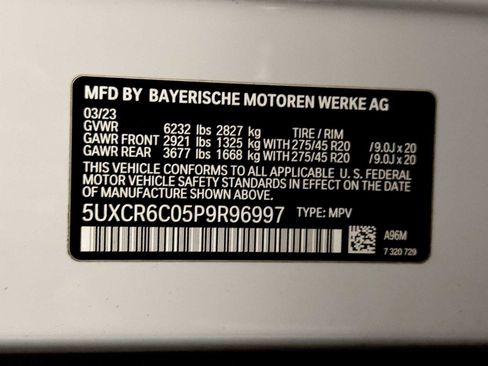 MFD BY BAYERISCHE MOTOREN WERKE AG
03/23
GVWR 6232 lbs 2827 kg TIRE / RIM
GAWR FRONT 2921 lbs 1325 kg WITH 275/45 R20 / 9.0J x 20
GAWR REAR 3677 lbs 1668 kg WITH 275/45 R20 / 9.0J x 20
THIS VEHICLE CONFORMS TO ALL APPLICABLE U. S. FEDERAL
MOTOR VEHICLE SAFETY STANDARDS IN EFFECT ON THE
DATE OF MANUFACTURE SHOWN ABOVE.
5UXCR6C05P9R96997 TYPE: MPV
A96M
7 320 729